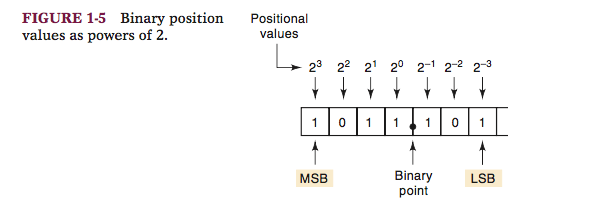 FIGURE 1-5 Binary position
values as powers of 2.
Positional
values
2³ 2² 2¹ 2⁰ 2⁻¹ 2⁻² 2⁻³
1 0 1 1 . 1 0 1
MSB
Binary
point
LSB